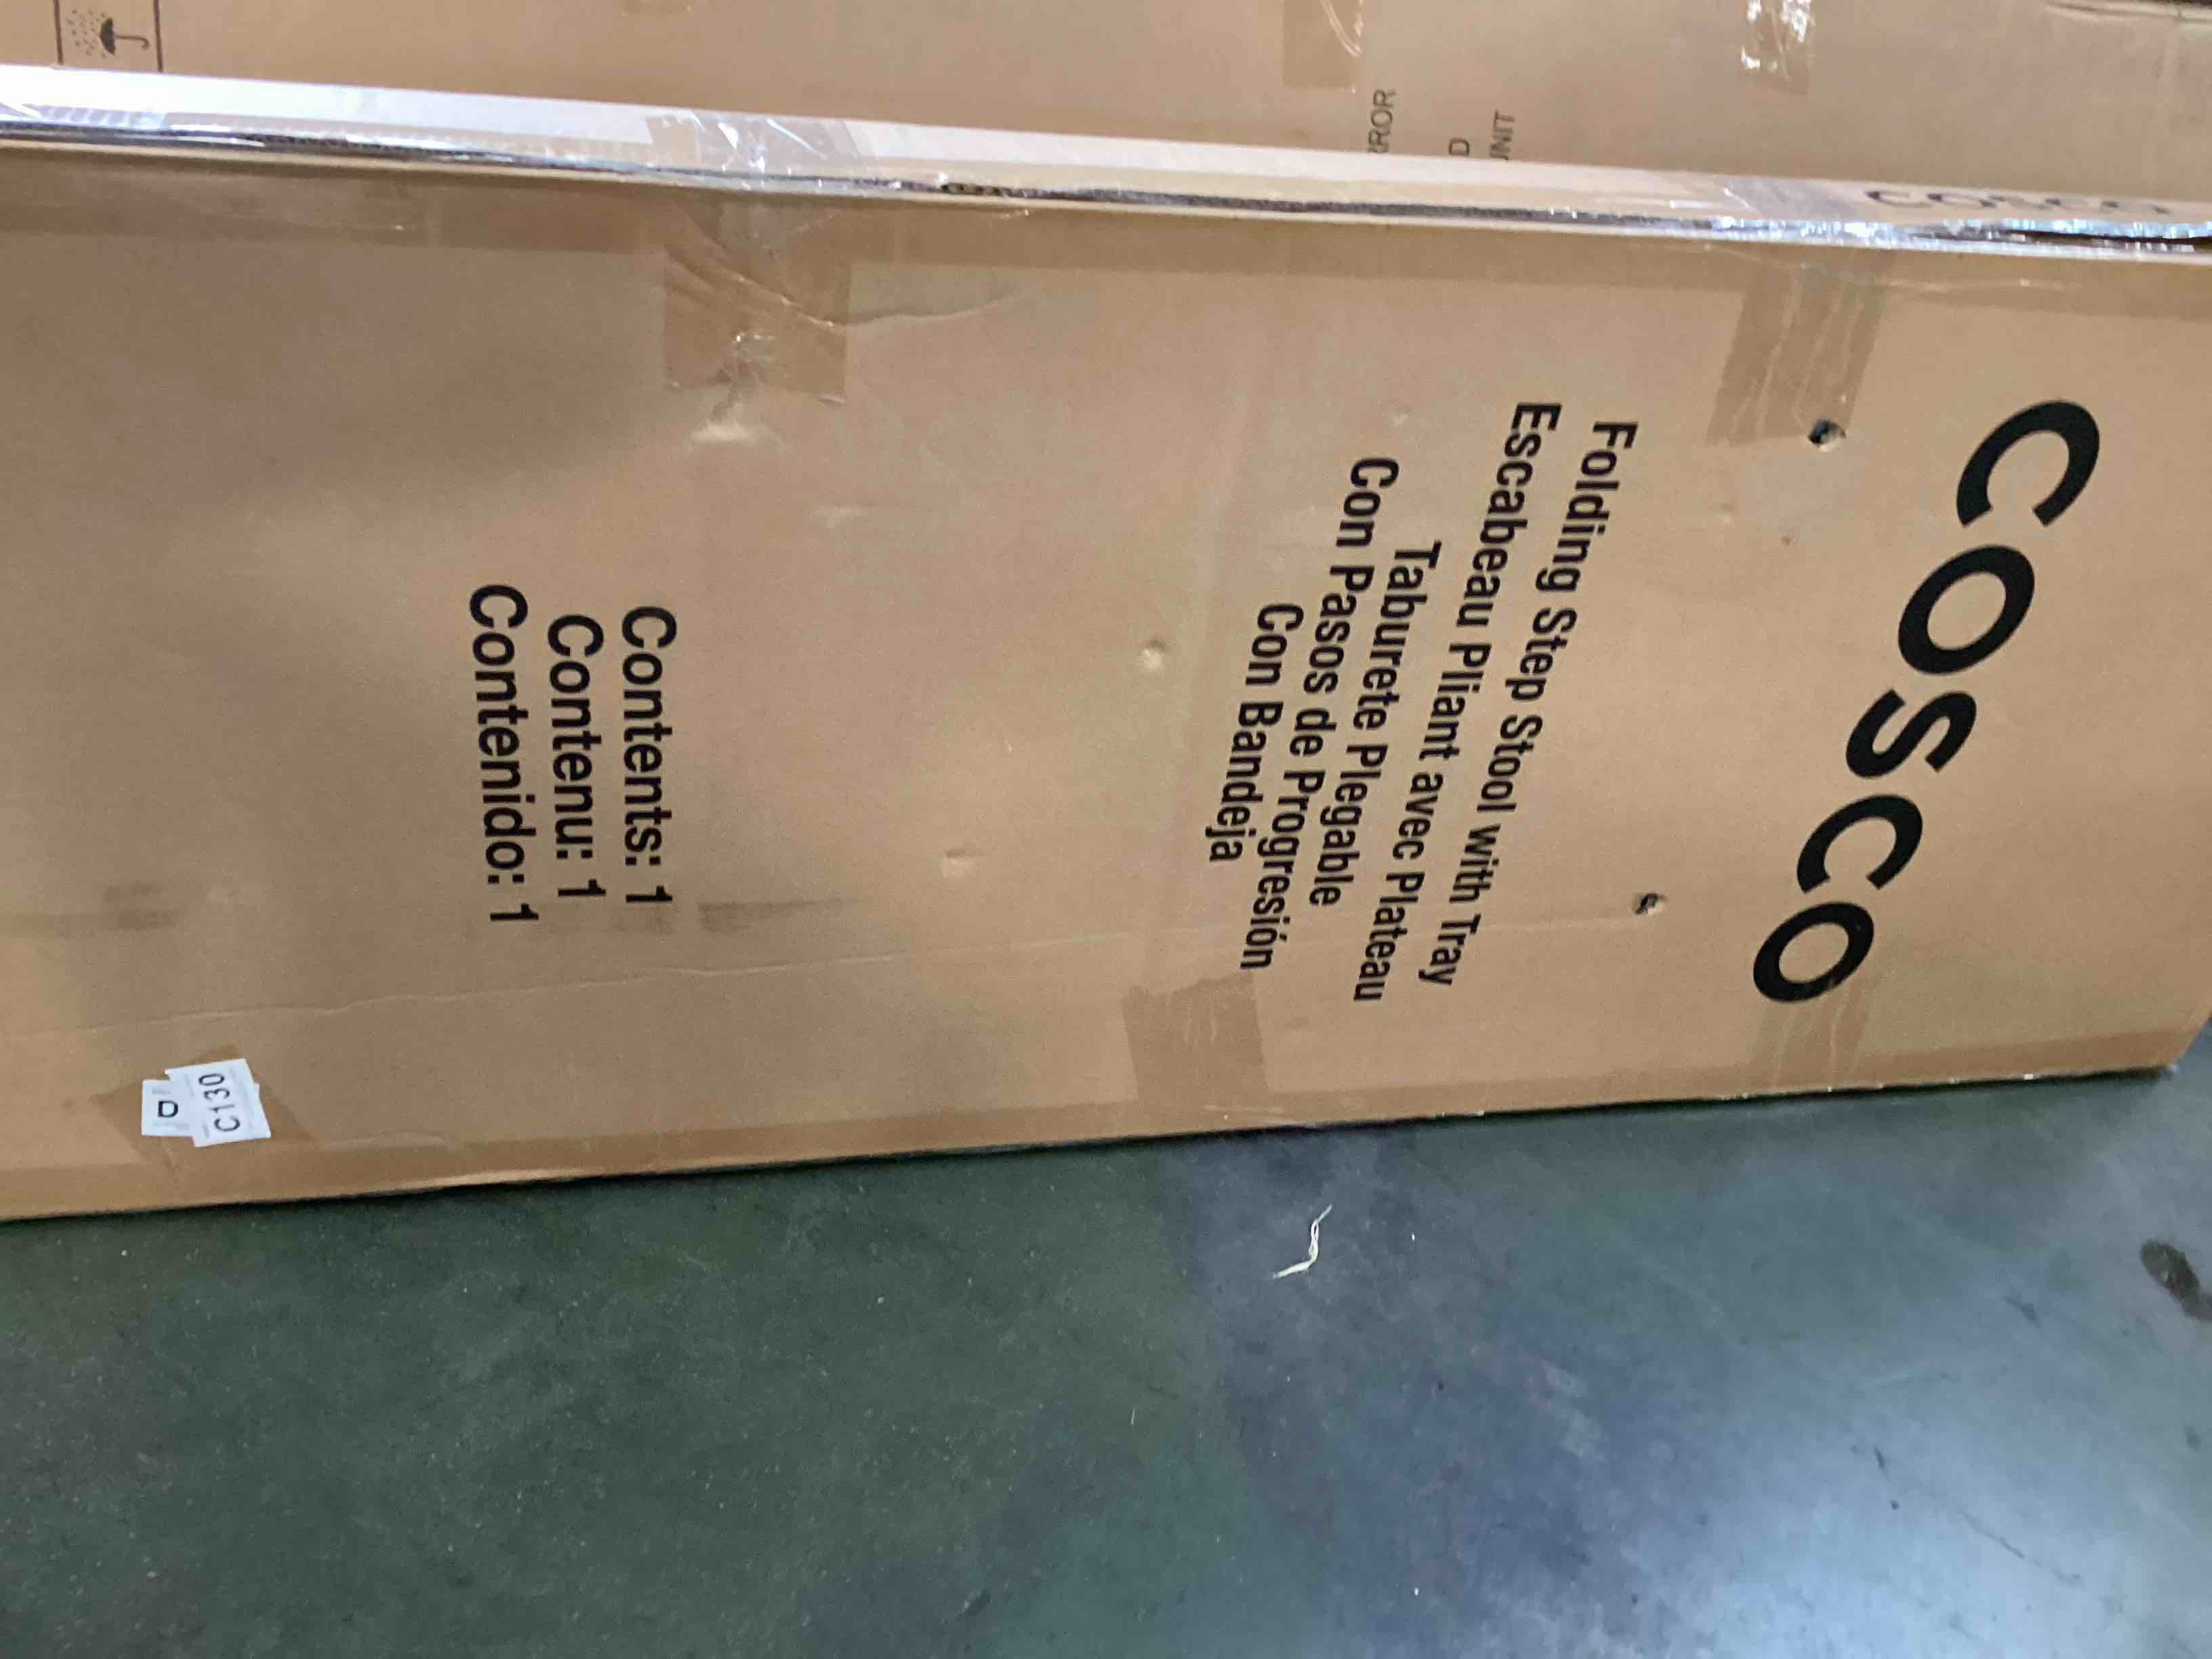 COSCO
Folding Step Stool with Tray
Escabeau Pliant avec Plateau
Taburete Plegable
Con Pasos de Progresión
Con Bandeja
Contents: 1
Contenu: 1
Contenido: 1
C130
D
COSCO
D